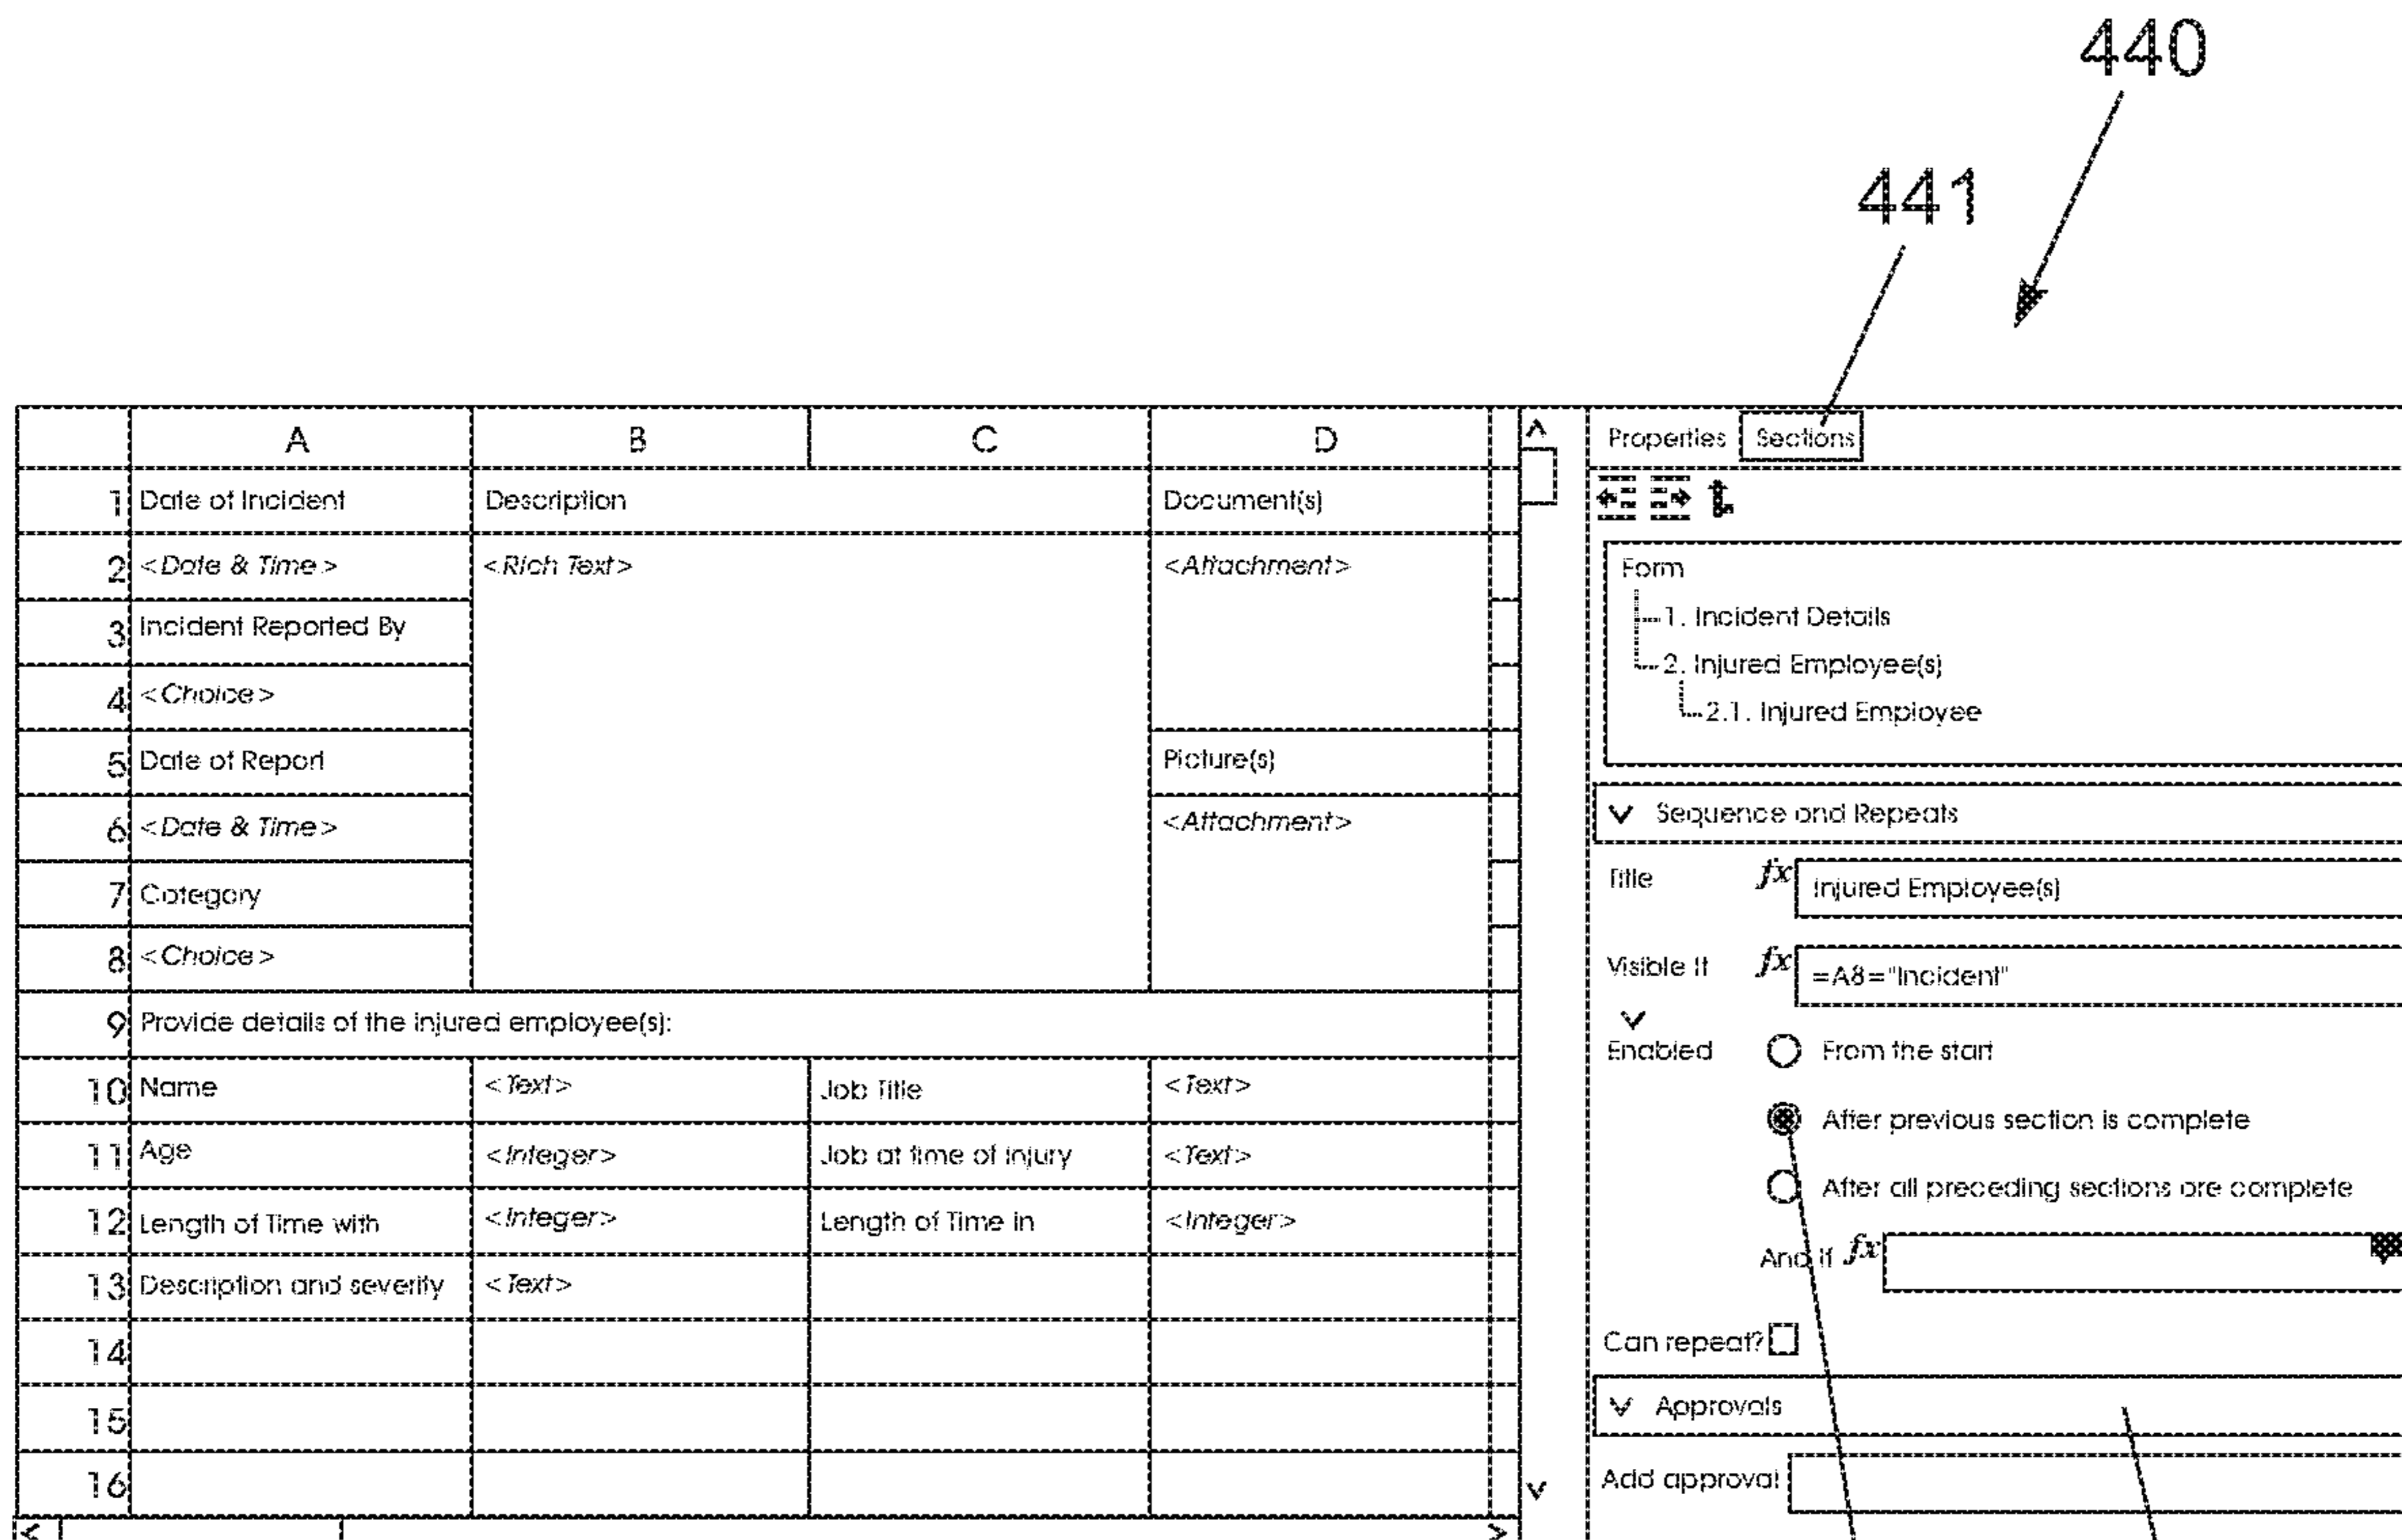 440
441
A B C D
1 Date of Incident Description Document(s)
2 <Date & Time> <Rich Text> <Attachment>
3 Incident Reported By
4 <Choice>
5 Date of Report Picture(s)
6 <Date & Time> <Attachment>
7 Category
8 <Choice>
9 Provide details of the injured employee(s):
10 Name <Text> Job Title <Text>
11 Age <Integer> Job at time of injury <Text>
12 Length of Time with <Integer> Length of Time in <Integer>
13 Description and severity <Text>
14
15
16
Properties Sections
Form
1. Incident Details
2. Injured Employee(s)
2.1. Injured Employee
Sequence and Repeats
Title fx Injured Employee(s)
Visible If fx =A8="Incident"
Enabled From the start
After previous section is complete
After all preceding sections are complete
And if fx
Can repeat?
Approvals
Add approval